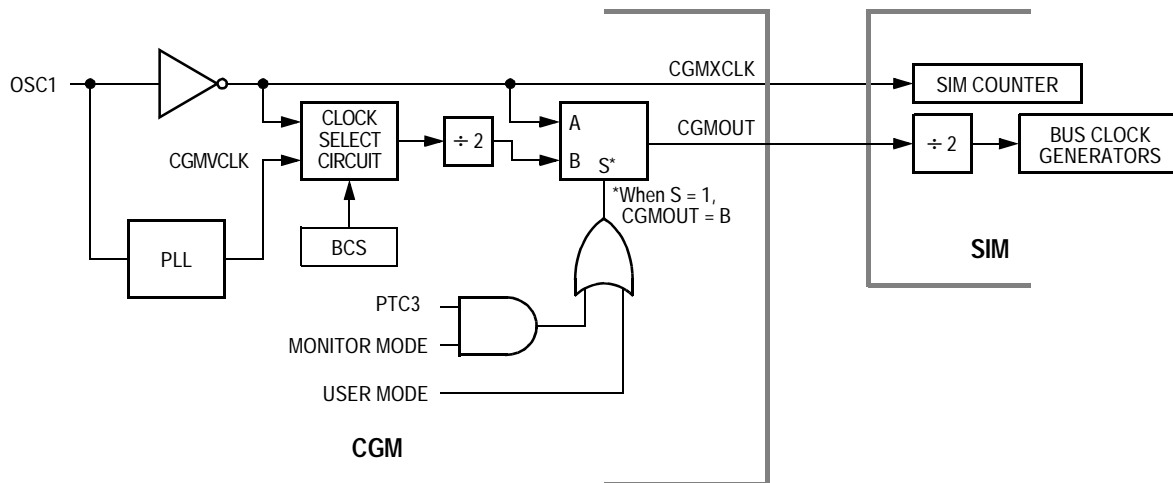 OSC1
CGMXCLK
SIM COUNTER
CLOCK
SELECT
CIRCUIT
÷ 2
A
B
S*
CGMOUT
÷ 2
BUS CLOCK
GENERATORS
CGMVCLK
*When S = 1,
CGMOUT = B
PLL
BCS
SIM
PTC3
MONITOR MODE
USER MODE
CGM